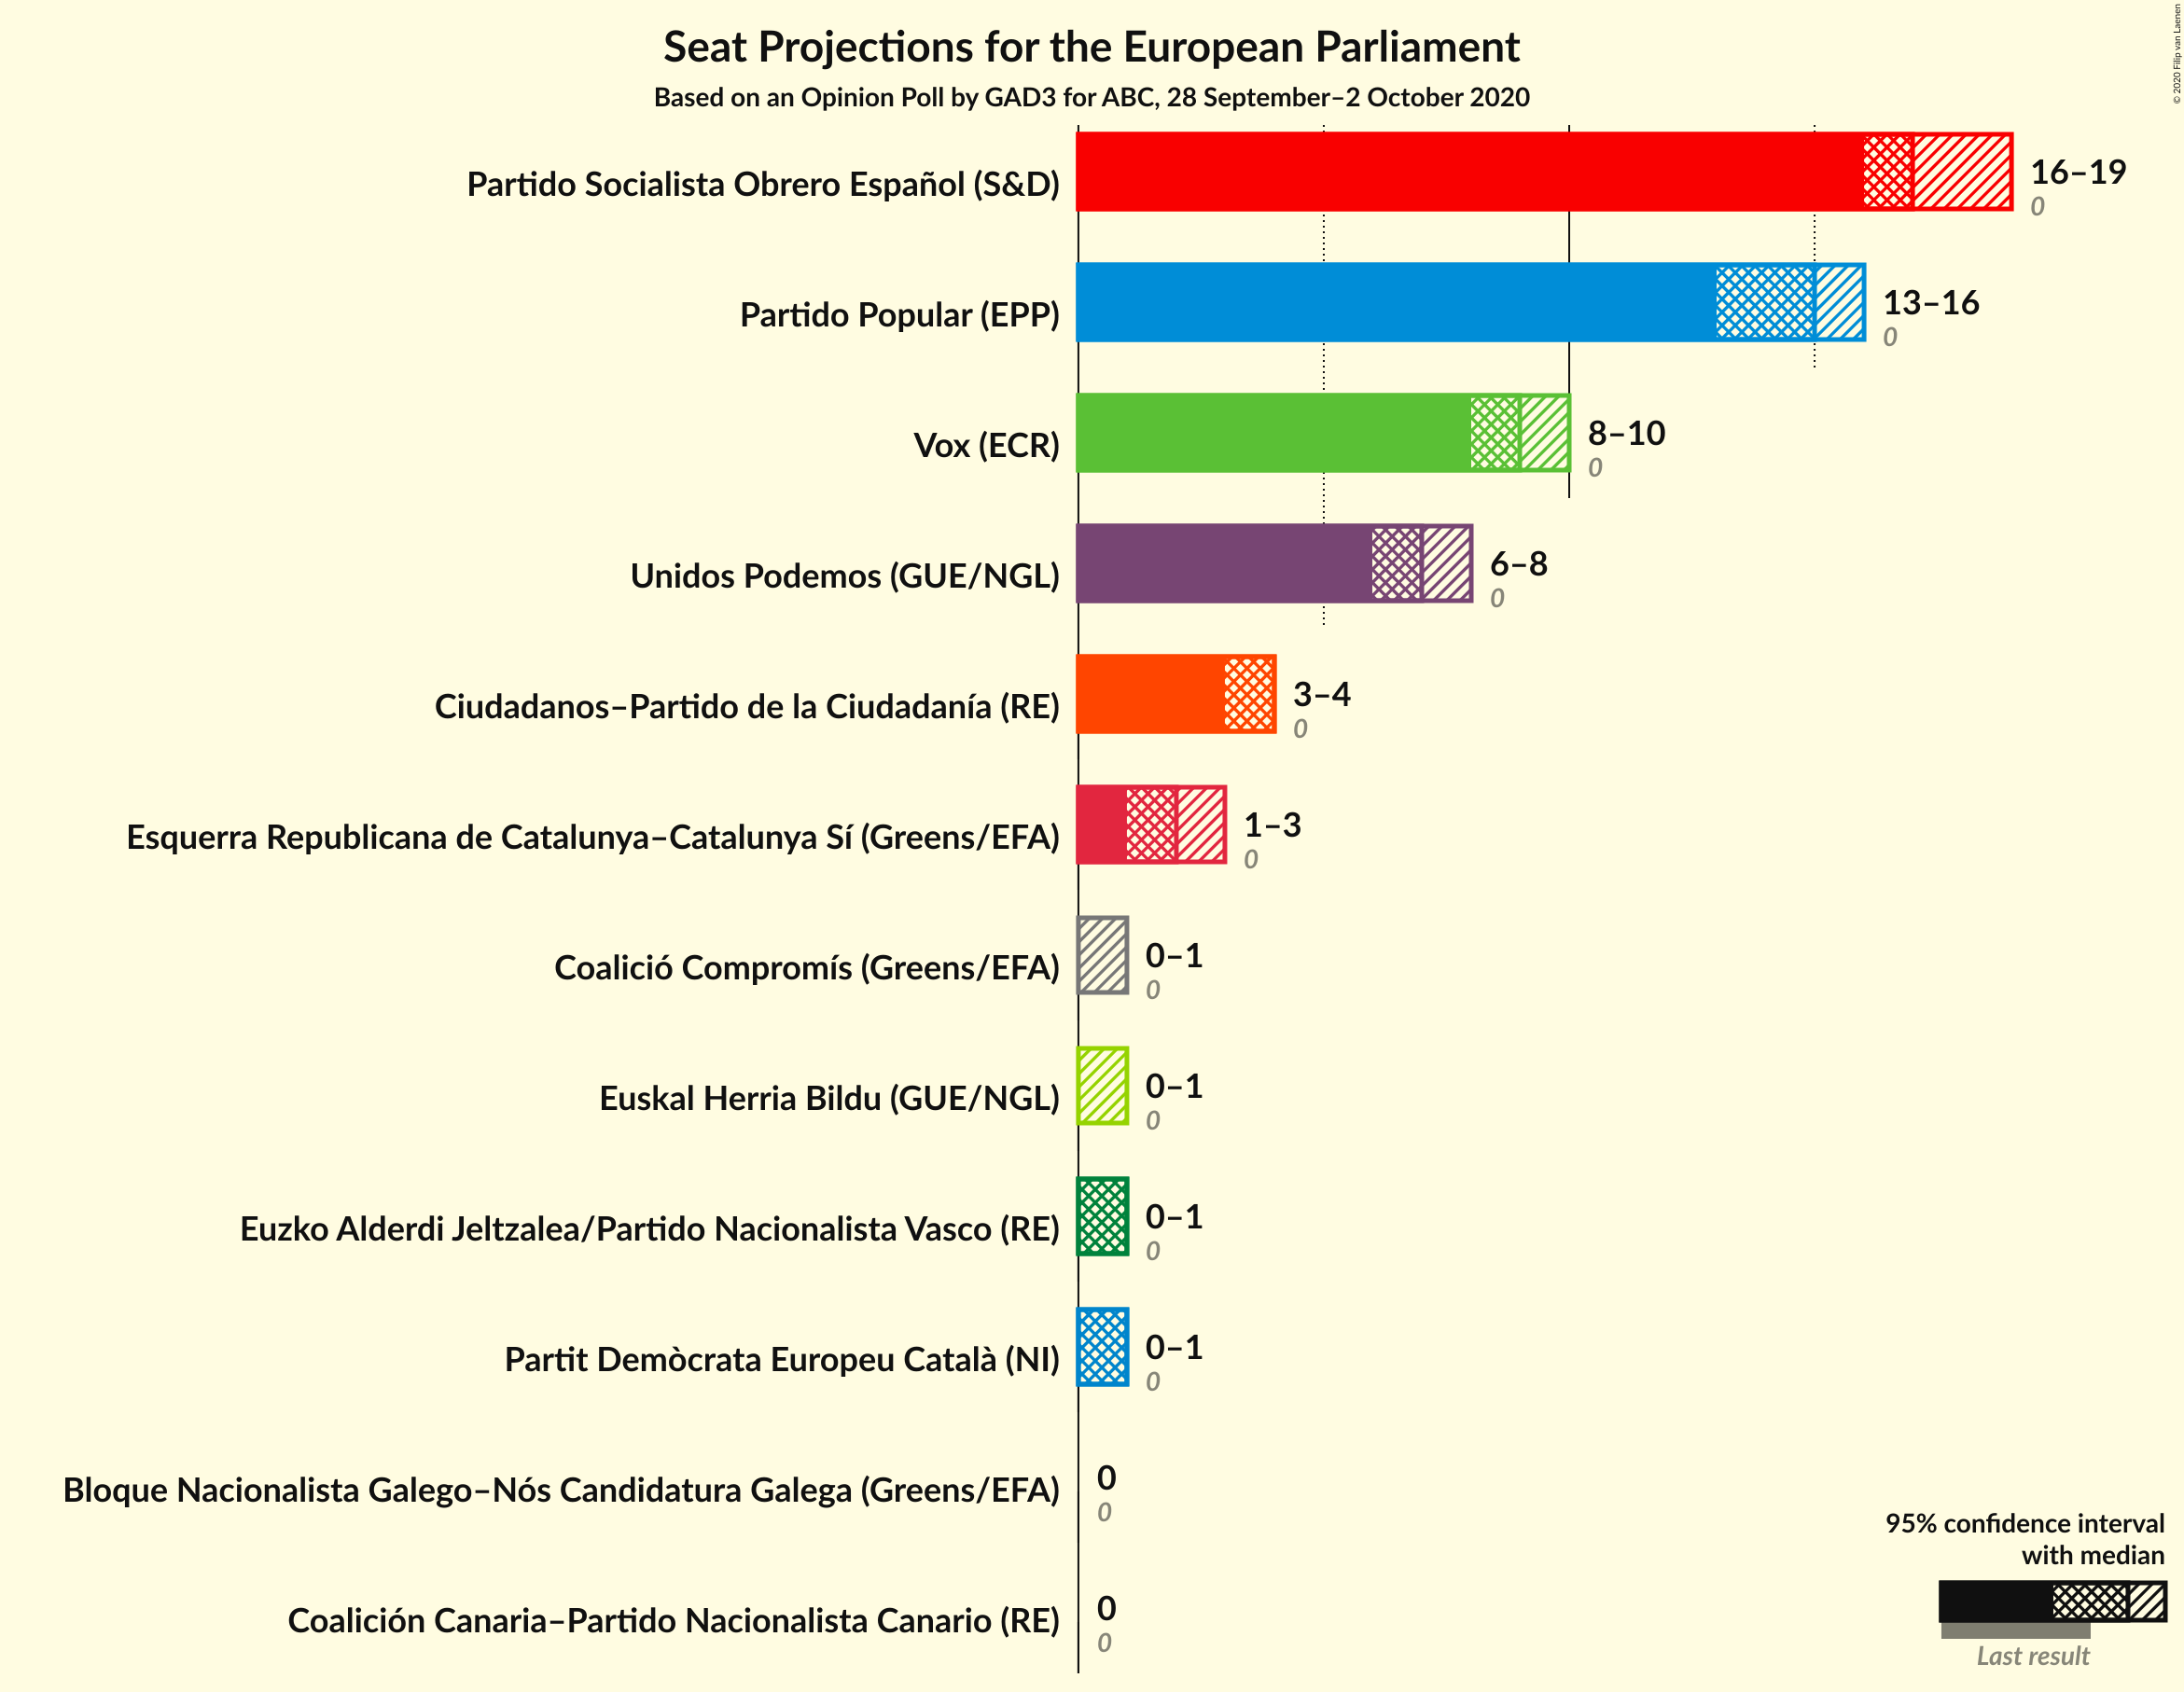 Seat Projections for the European Parliament
Based on an Opinion Poll by GAD3 for ABC, 28 September–2 October 2020
© 2020 Filip van Laenen
Partido Socialista Obrero Español (S&D)
16–19
0
Partido Popular (EPP)
13–16
0
Vox (ECR)
8–10
0
Unidos Podemos (GUE/NGL)
6–8
0
Ciudadanos–Partido de la Ciudadanía (RE)
3–4
0
Esquerra Republicana de Catalunya–Catalunya Sí (Greens/EFA)
1–3
0
Coalició Compromís (Greens/EFA)
0–1
0
Euskal Herria Bildu (GUE/NGL)
0–1
0
Euzko Alderdi Jeltzalea/Partido Nacionalista Vasco (RE)
0–1
0
Partit Demòcrata Europeu Català (NI)
0–1
0
Bloque Nacionalista Galego–Nós Candidatura Galega (Greens/EFA)
0
0
Coalición Canaria–Partido Nacionalista Canario (RE)
0
0
95% confidence interval
with median
Last result